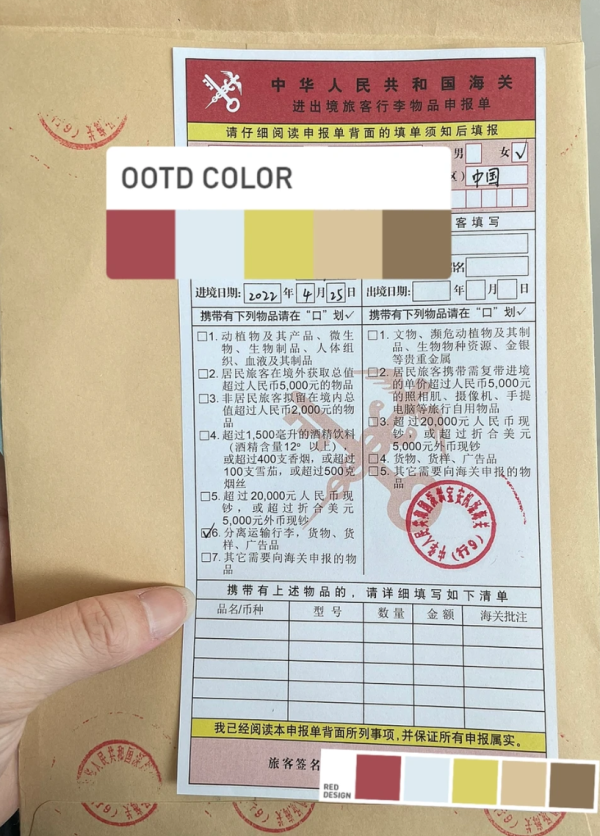 中华人民共和国海关
进出境旅客行李物品申报单
请仔细阅读申报单背面的填单须知后填报
男 女 ✓
OOTD COLOR
中国
客填写
进境日期: 2022 年 4 月 25 日
出境日期: 年 月 日
携带有下列物品请在“口”划✓
□1. 动植物及其产品、微生
物、生物制品、人体组
织、血液及其制品
□2. 居民旅客在境外获取总值
超过人民币5,000元的物品
□3. 非居民旅客拟留在境内总
值超过人民币2,000元的物
品
□4. 超过1,500毫升的酒精饮料
(酒精含量12°以上),
或超过400支香烟,或超过
100支雪茄,或超过500克
烟丝
□5. 超过20,000元人民币现
钞,或超过折合美元
5,000元外币现钞
☑6. 分离运输行李,货物、货
样、广告品
□7. 其它需要向海关申报的物
品
携带有下列物品请在“口”划✓
□1. 文物、濒危动植物及其制
品、生物物种资源、金银
等贵重金属
□2. 居民旅客携带需复带进境
的单价超过人民币5,000元
的照相机、摄像机、手提
电脑等旅行自用物品
□3. 超过20,000元人民币现
钞,或超过折合美元
5,000元外币现钞
□4. 货物、货样、广告品
□5. 其它需要向海关申报的物
品
中华人民共和国深圳宝安机场海关
(649)
携带有上述物品的,请详细填写如下清单
品名/币种 型号 数量 金额 海关批注
我已经阅读本申报单背面所列事项,并保证所有申报属实。
旅客签名
RED
DESIGN